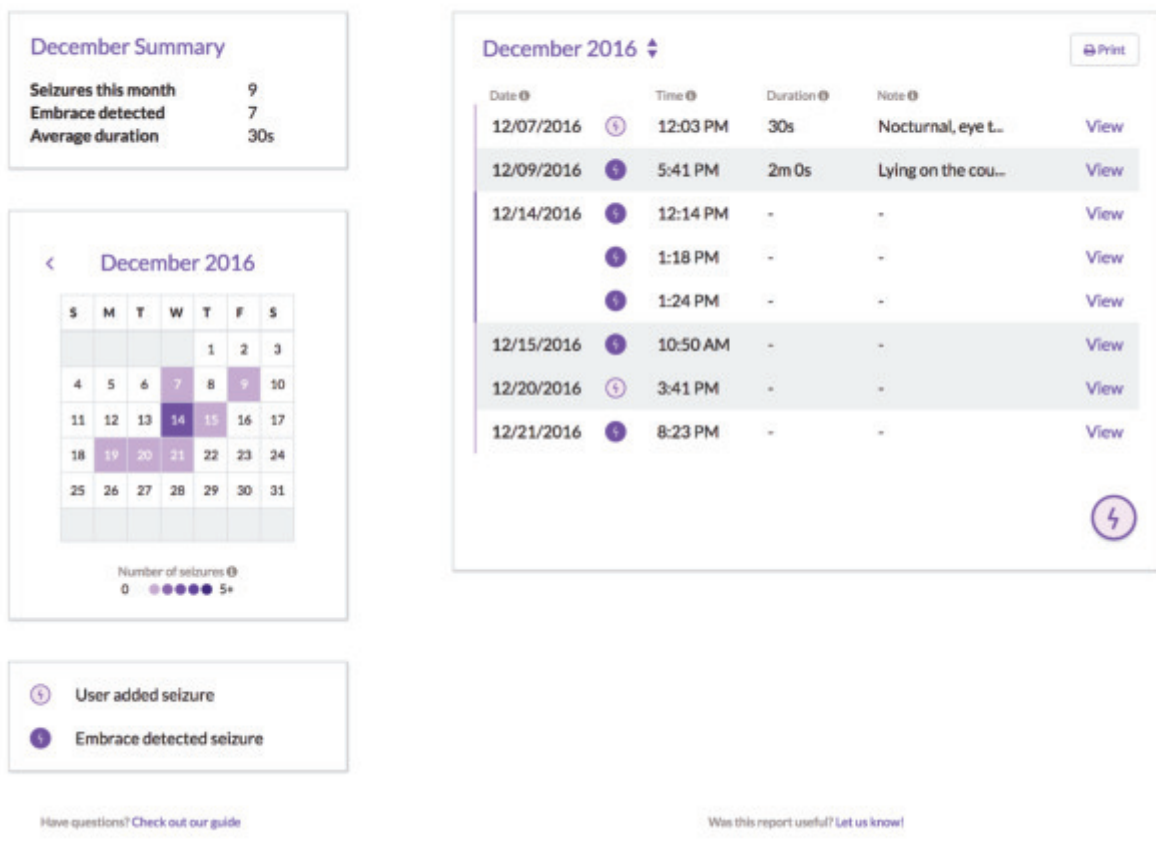 December Summary
Seizures this month 9
Embrace detected 7
Average duration 30s
December 2016
S M T W T F S
1 2 3
4 5 6 7 8 9 10
11 12 13 14 15 16 17
18 19 20 21 22 23 24
25 26 27 28 29 30 31
Number of seizures
0 5+
User added seizure
Embrace detected seizure
Have questions? Check out our guide
December 2016 Print
Date Time Duration Note
12/07/2016 12:03 PM 30s Nocturnal, eye t... View
12/09/2016 5:41 PM 2m 0s Lying on the cou... View
12/14/2016 12:14 PM - - View
1:18 PM - - View
1:24 PM - - View
12/15/2016 10:50 AM - - View
12/20/2016 3:41 PM - - View
12/21/2016 8:23 PM - - View
Was this report useful? Let us know!